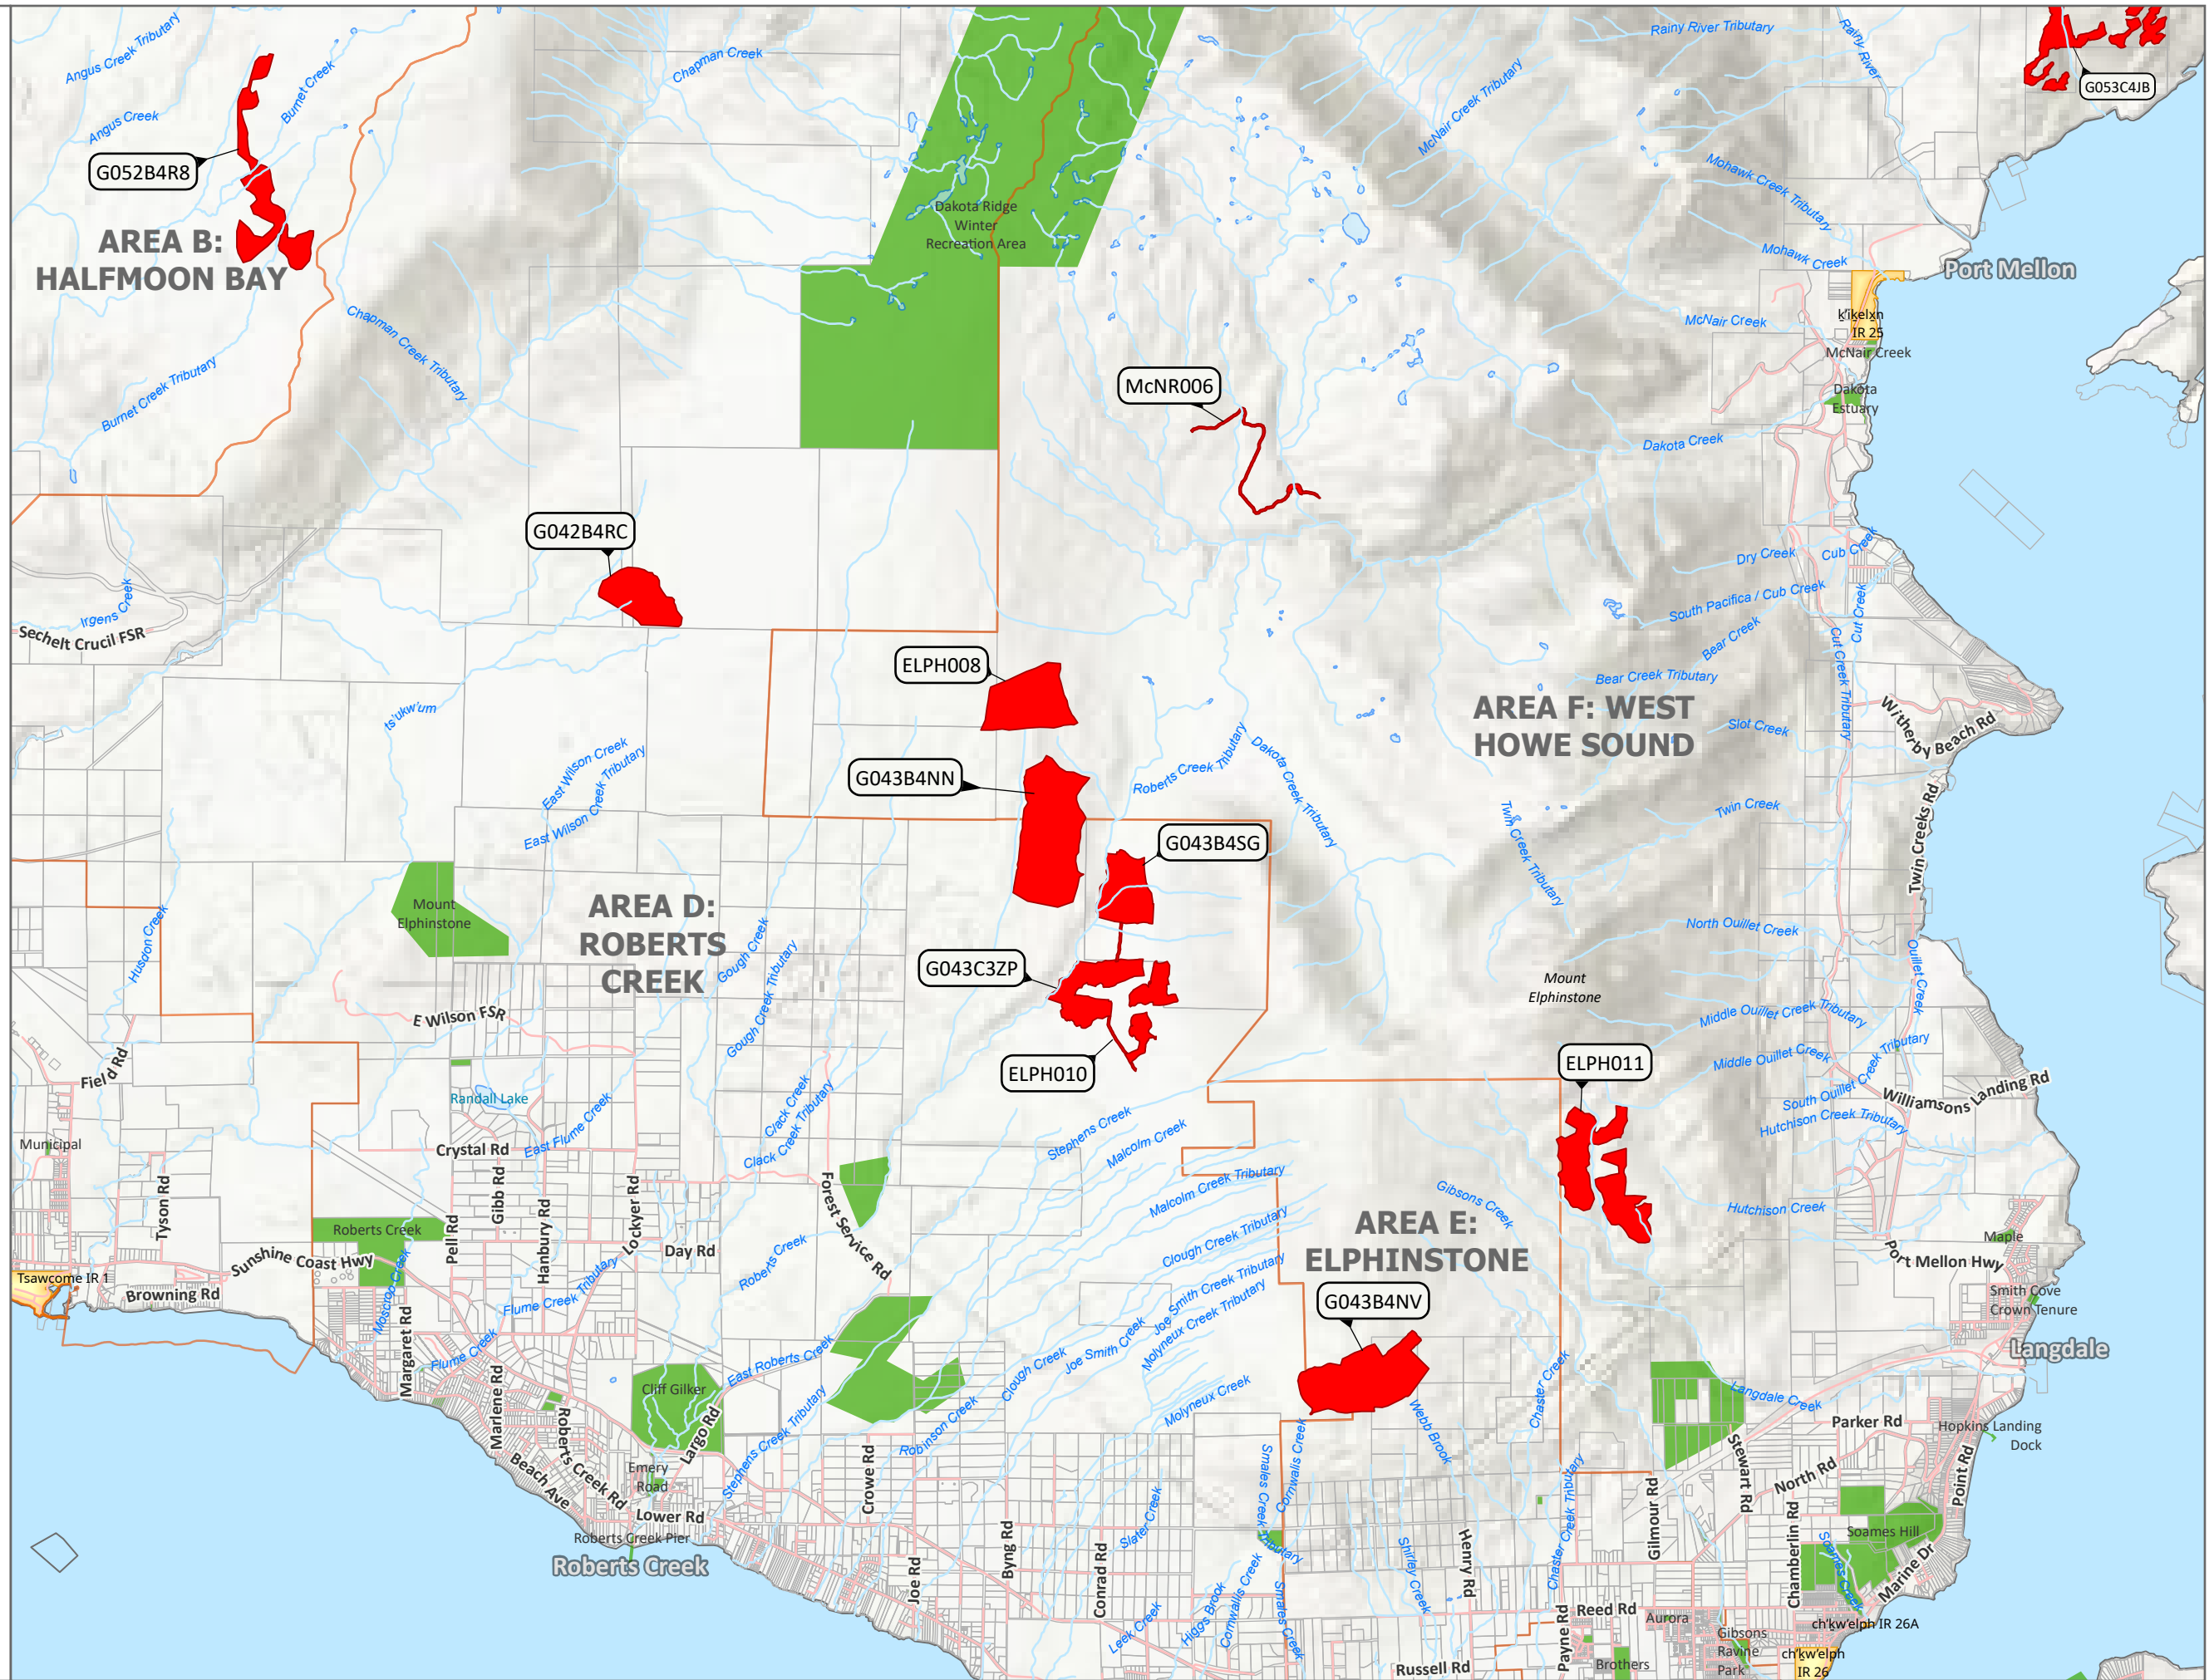 Angus Creek Tributary
Burnet Creek
Angus Creek
G052B4R8
AREA B:
HALFMOON BAY
Chapman Creek
Dakota Ridge
Winter
Recreation Area
McNair Creek Tributary
Rainy River Tributary
Rainy River
G053C4JB
Mohawk Creek Tributary
Mohawk Creek
Port Mellon
ḵ'iḵelxn
IR 25
McNair Creek
McNair Creek
Dakota
Estuary
Dakota Creek
Chapman Creek Tributary
Burnet Creek Tributary
McNR006
G042B4RC
Irgens Creek
Sechelt Crucil FSR
Dry Creek
Cub Creek
South Pacifica / Cub Creek
Cut Creek
Bear Creek
Cut Creek Tributary
Bear Creek Tributary
ELPH008
AREA F: WEST
HOWE SOUND
Slot Creek
Witherby Beach Rd
ts'ukw'um
East Wilson Creek
East Wilson Creek Tributary
G043B4NN
Roberts Creek Tributary
Dakota Creek Tributary
Twin Creek Tributary
Twin Creek
Twin Creeks Rd
G043B4SG
Mount
Elphinstone
AREA D:
ROBERTS
CREEK
Husdon Creek
Gough Creek
Gough Creek Tributary
G043C3ZP
North Ouillet Creek
Ouillet Creek
Mount
Elphinstone
Middle Ouillet Creek Tributary
Middle Ouillet Creek
South Ouillet Creek Tributary
Williamsons Landing Rd
Hutchison Creek Tributary
E Wilson FSR
Field Rd
ELPH010
ELPH011
Randall Lake
East Flume Creek
Clack Creek
Clack Creek Tributary
Stephens Creek
Malcolm Creek
Malcolm Creek Tributary
Municipal
Crystal Rd
Tyson Rd
Gibb Rd
Hanbury Rd
Lockyer Rd
Forest Service Rd
Gibsons Creek
Hutchison Creek
Roberts Creek
Pell Rd
Day Rd
Clough Creek Tributary
AREA E:
ELPHINSTONE
Maple
Port Mellon Hwy
Sunshine Coast Hwy
Roberts Creek
Tsawcome IR 1
Browning Rd
Moscrop Creek
Flume Creek Tributary
Joe Smith Creek Tributary
Molyneux Creek Tributary
G043B4NV
Smith Cove
Crown Tenure
Langdale
Margaret Rd
Flume Creek
East Roberts Creek
Joe Smith Creek
Clough Creek
Chaster Creek
Cliff Gilker
Marlene Rd
Molyneux Creek
Langdale Creek
Parker Rd
Hopkins Landing
Dock
Roberts Creek Rd
Largo Rd
Stephens Creek Tributary
Robinson Creek
Webb Brook
Cornwalis Creek
Smales Creek Tributary
Stewart Rd
North Rd
Point Rd
Beach Ave
Emery
Road
Crowe Rd
Chaster Creek Tributary
Gilmour Rd
Lower Rd
Roberts Creek Pier
Roberts Creek
Slater Creek
Chamberlin Rd
Soames Hill
Soames Creek
Marine Dr
Joe Rd
Byng Rd
Conrad Rd
Shirley Creek
Henry Rd
Leek Creek
Higgs Brook
Cornwallis Creek
Smales Creek
Payne Rd
Reed Rd
Aurora
ch'ḵw'elph IR 26A
Gibsons
Ravine
Park
ch'ḵw'elph
IR 26
Russell Rd
Brothers